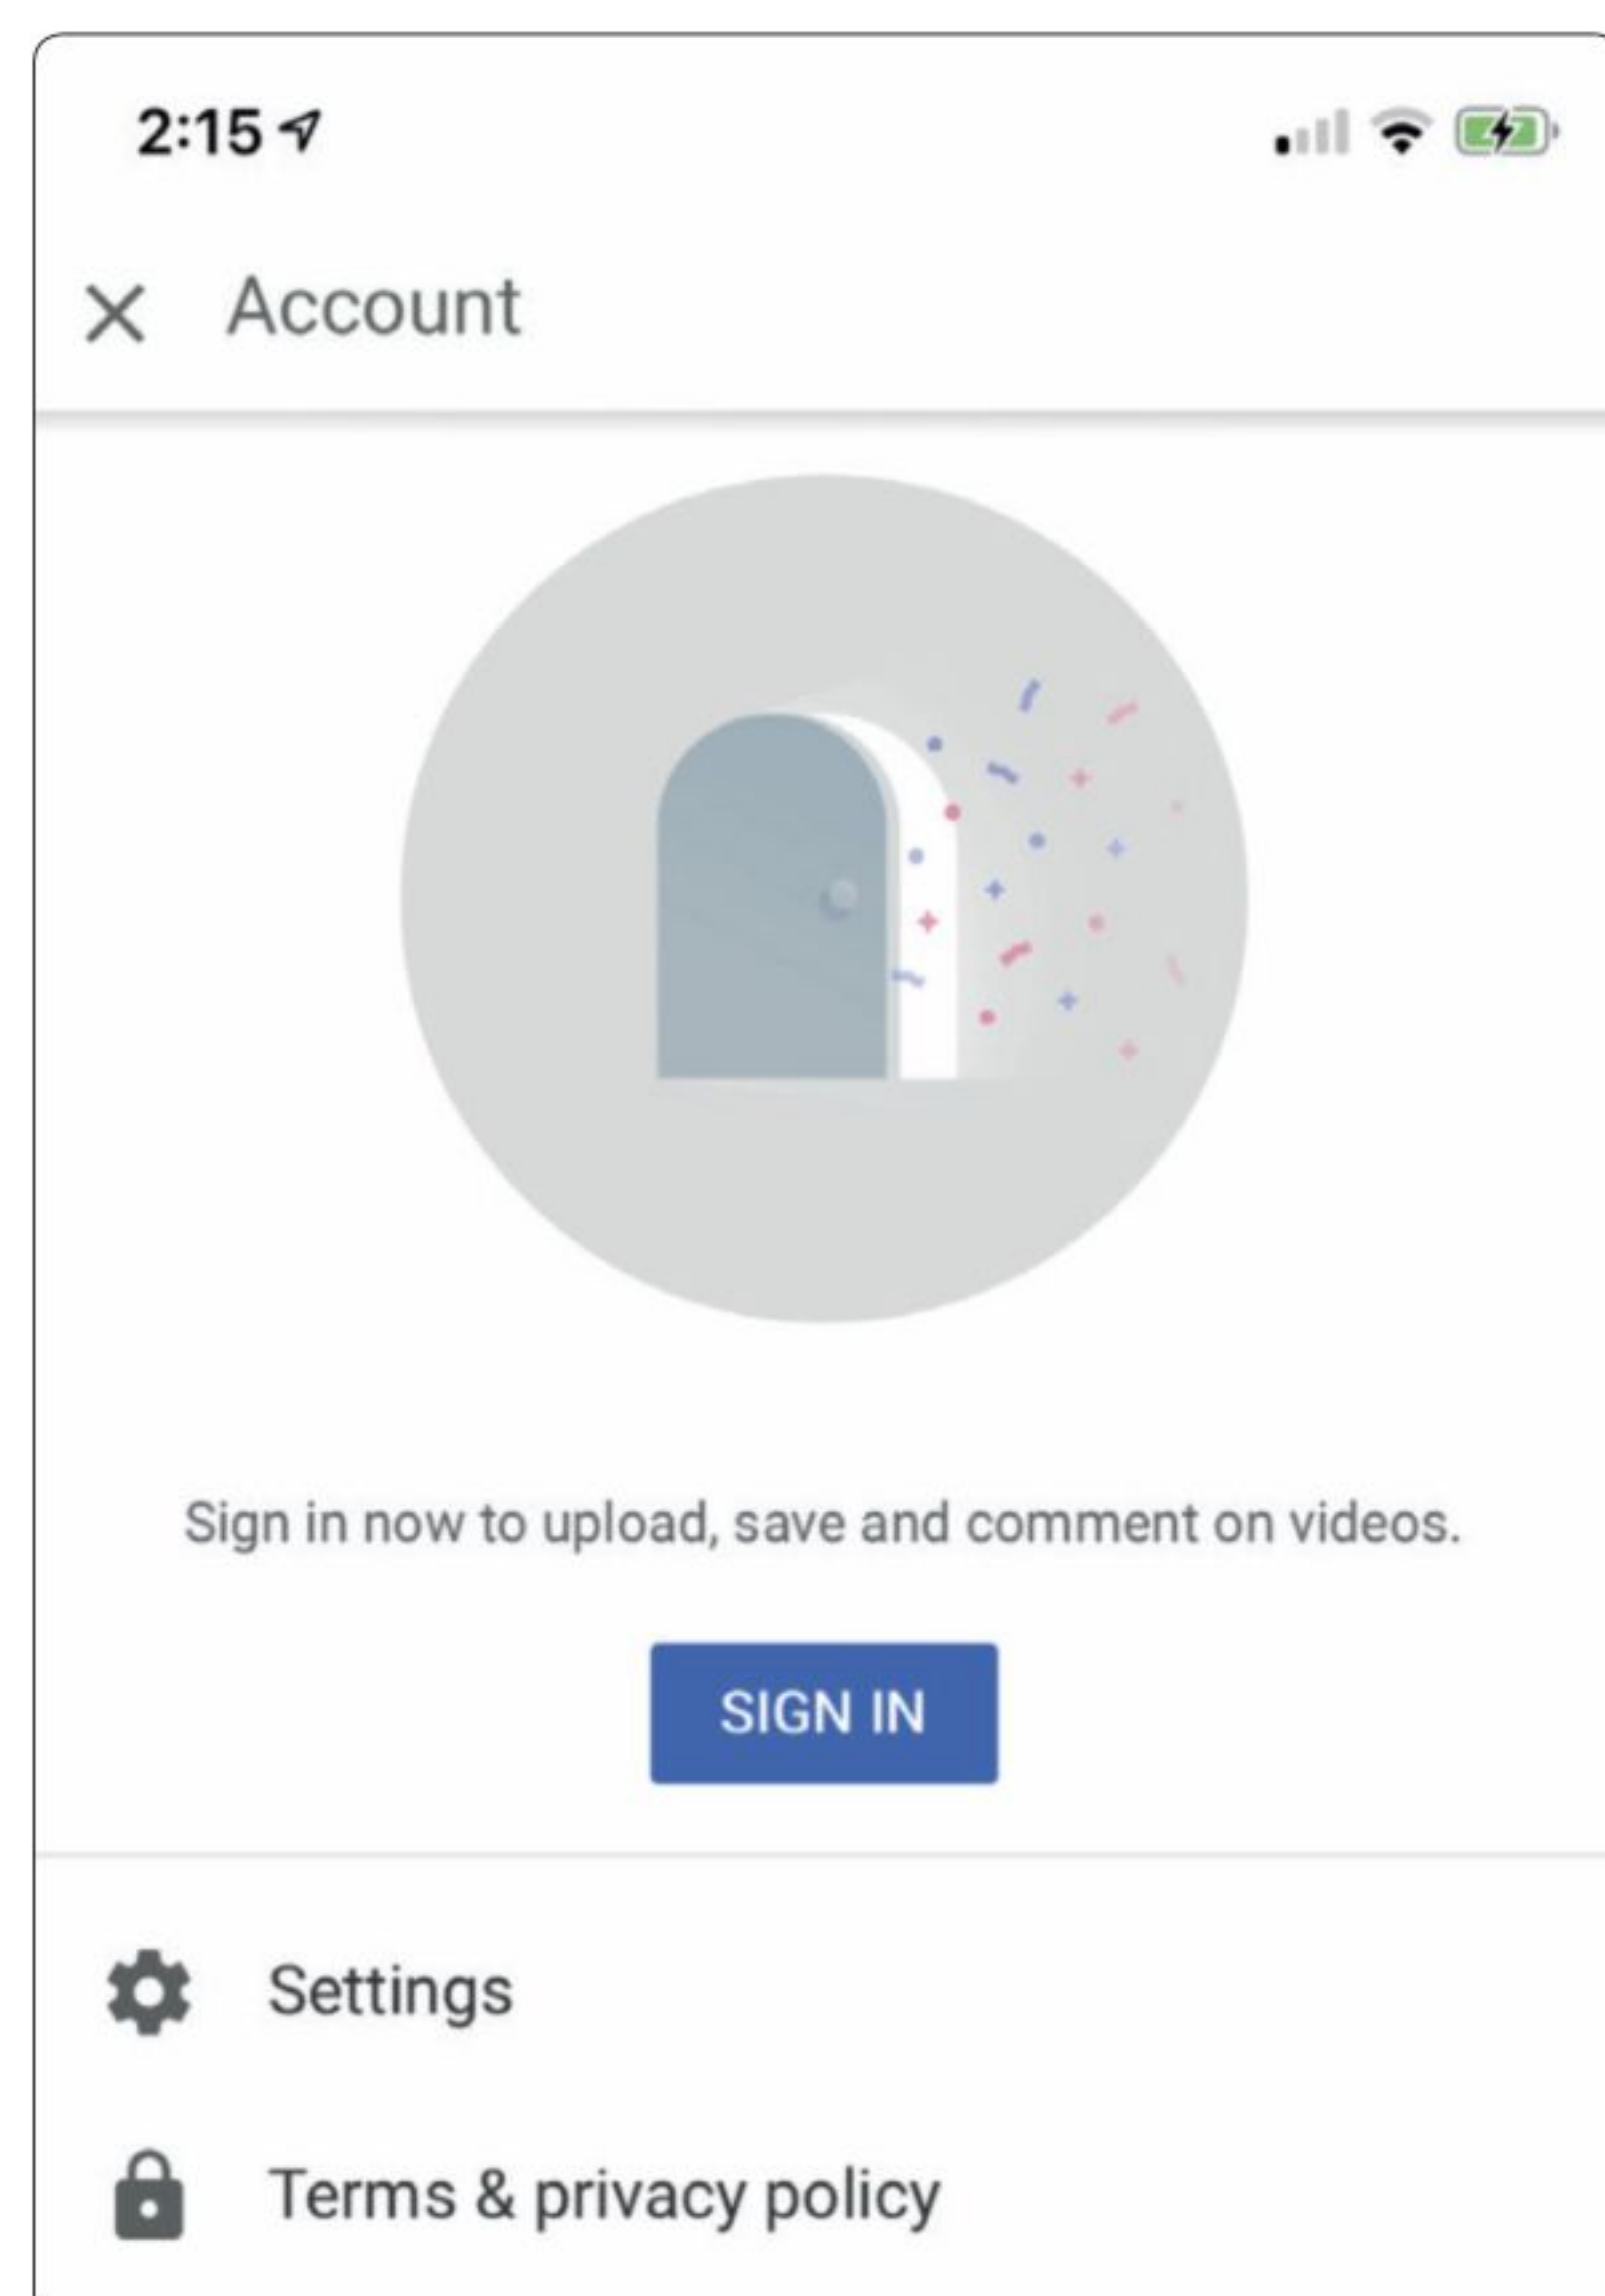 2:15
Account
Sign in now to upload, save and comment on videos.
SIGN IN
Settings
Terms & privacy policy